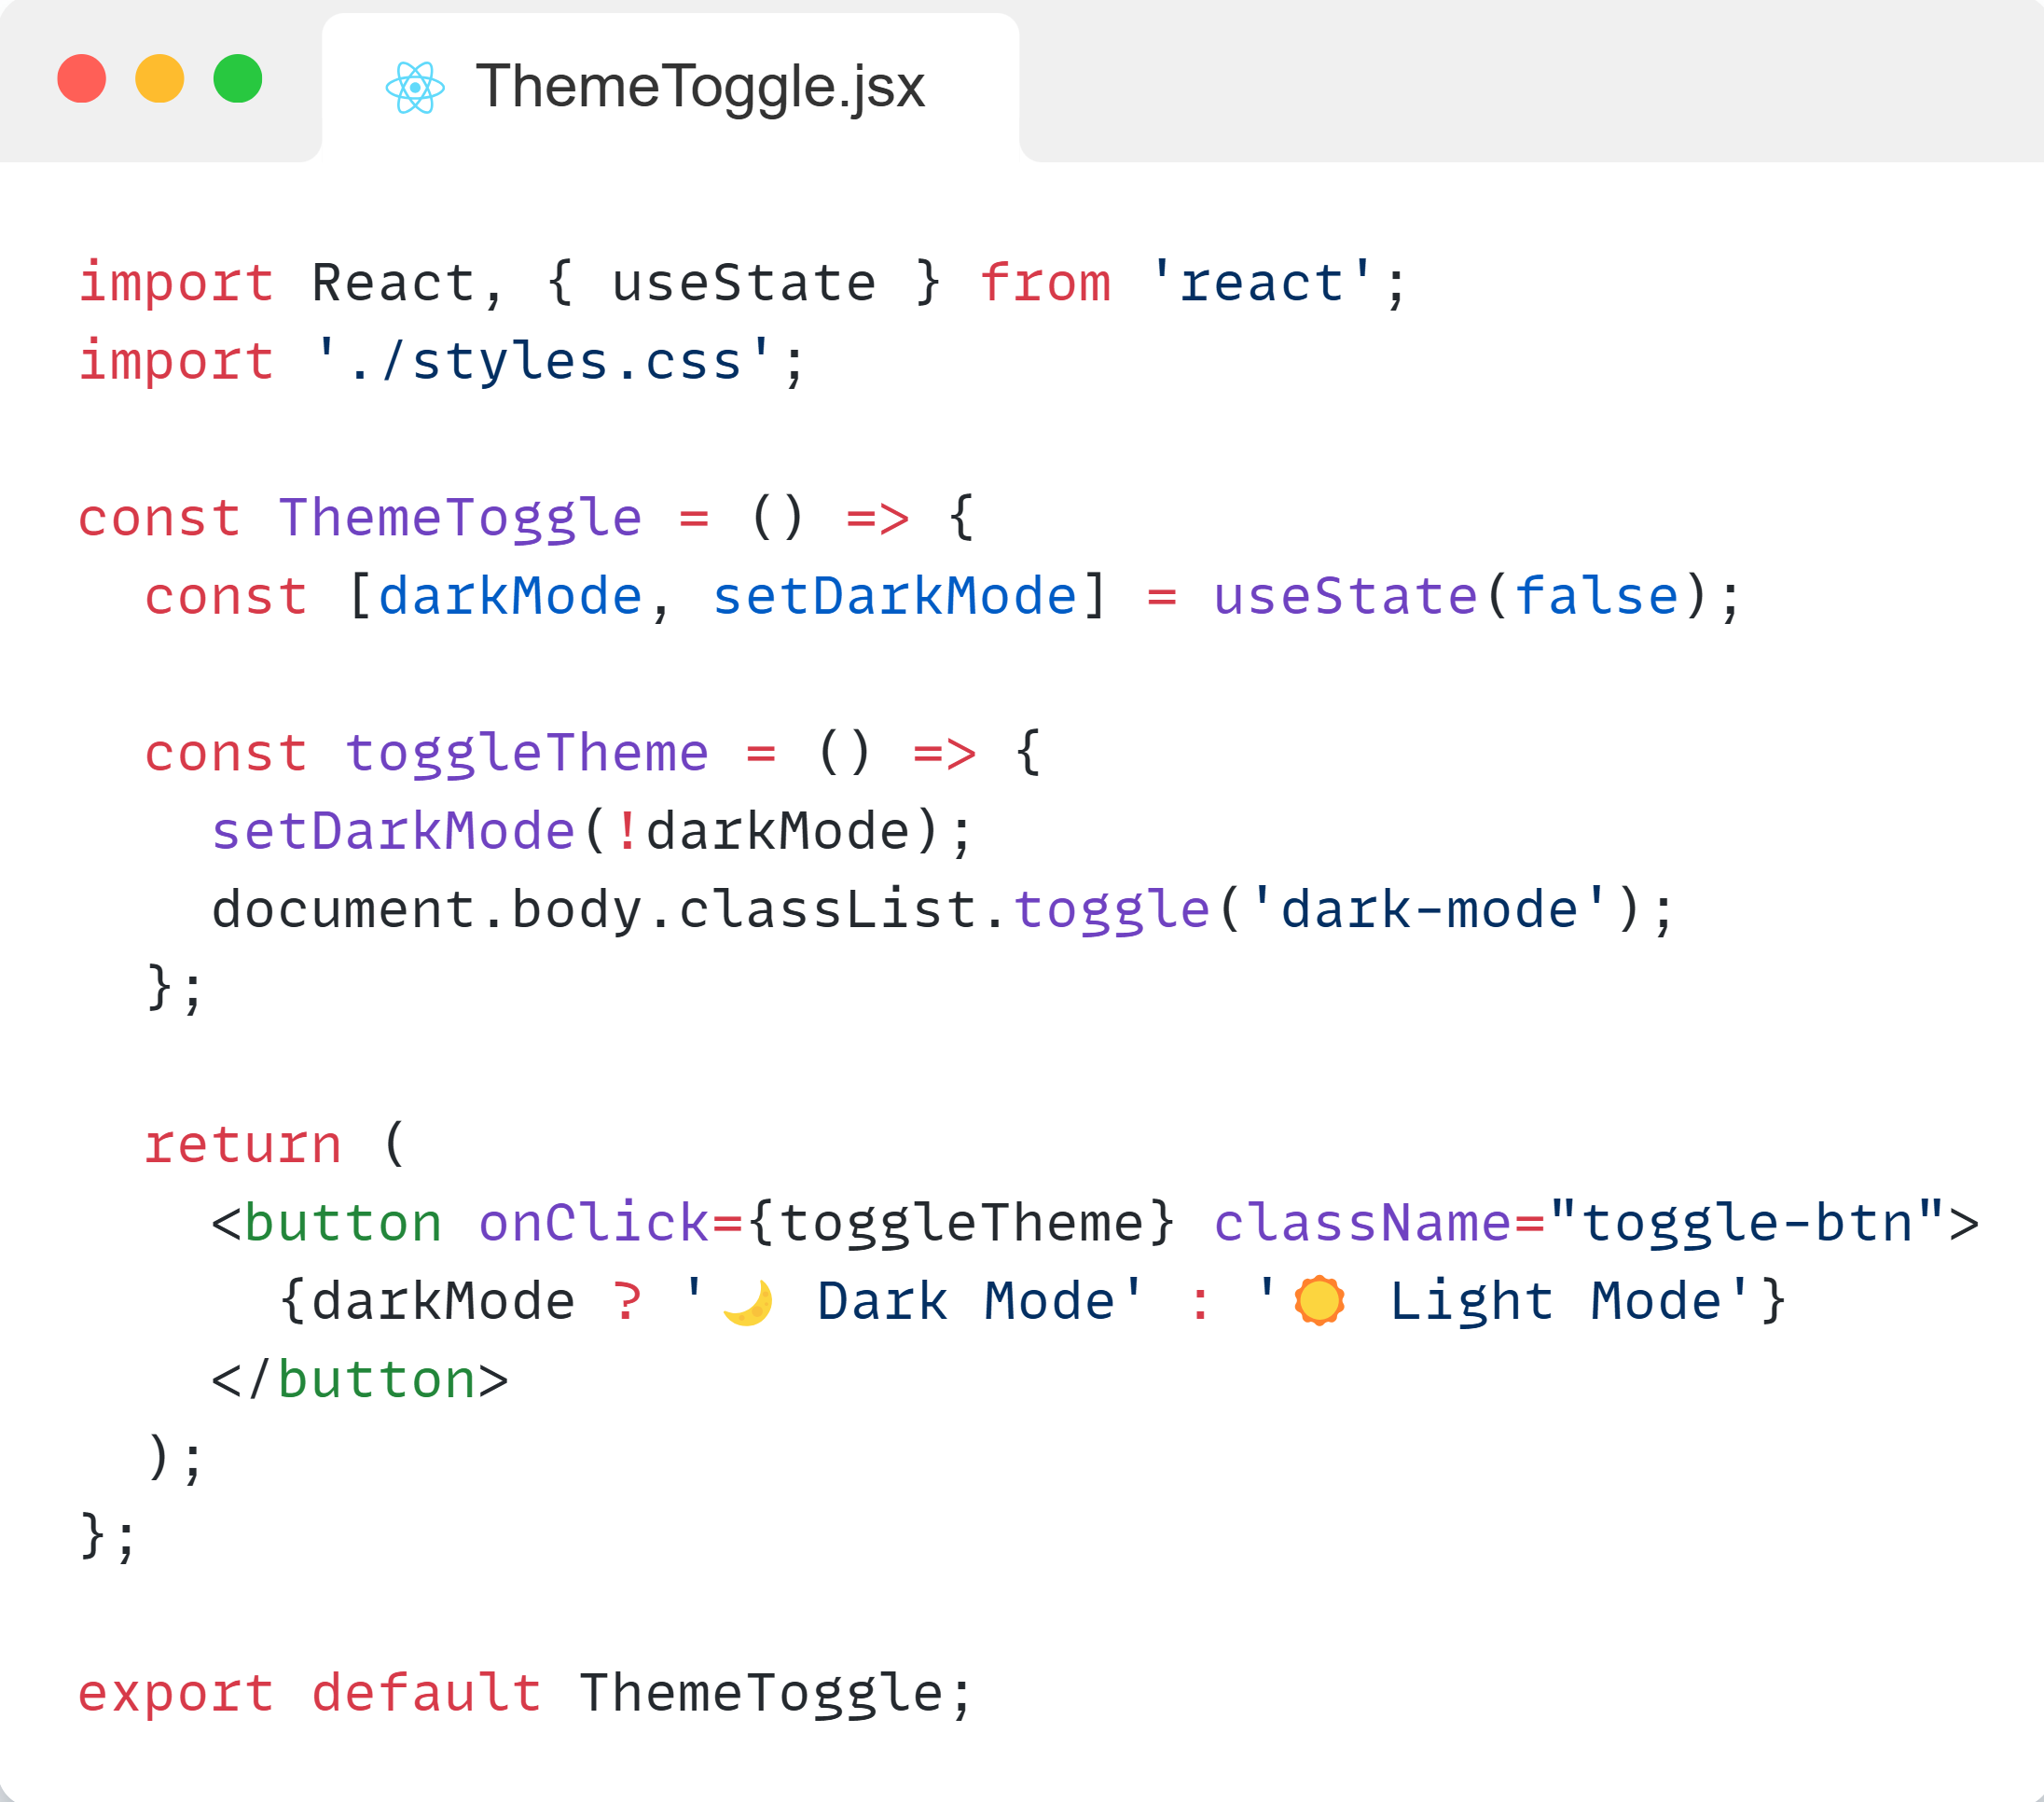 ThemeToggle.jsx
import React, { useState } from 'react';
import './styles.css';
const ThemeToggle = () => {
  const [darkMode, setDarkMode] = useState(false);
  const toggleTheme = () => {
    setDarkMode(!darkMode);
    document.body.classList.toggle('dark-mode');
  };
  return (
    <button onClick={toggleTheme} className="toggle-btn">
      {darkMode ? '🌙 Dark Mode' : '☀️ Light Mode'}
    </button>
  );
};
export default ThemeToggle;